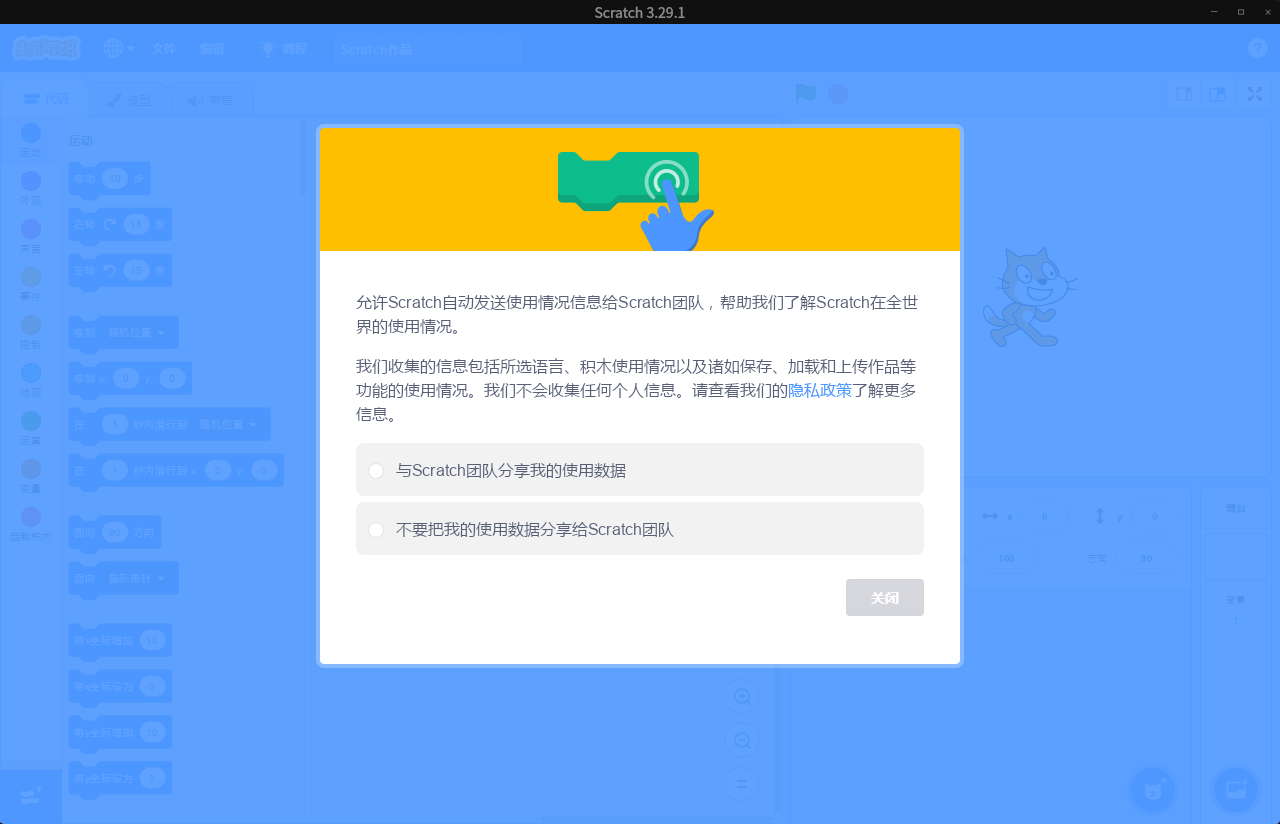 Scratch 3.29.1
SCRATCH 文件 编辑 教程 Scratch作品 ?
代码 造型 声音
运动
外观
声音
事件
控制
侦测
运算
变量
自制积木
运动
移动 10 步
右转 15 度
左转 15 度
移到 随机位置
移到 x: 0 y: 0
在 1 秒内滑行到 随机位置
在 1 秒内滑行到 x: 0 y: 0
面向 90 方向
面向 鼠标指针
将x坐标增加 10
将x坐标设为 0
将y坐标增加 10
将y坐标设为 0
允许Scratch自动发送使用情况信息给Scratch团队，帮助我们了解Scratch在全世
界的使用情况。
我们收集的信息包括所选语言、积木使用情况以及诸如保存、加载和上传作品等
功能的使用情况。我们不会收集任何个人信息。请查看我们的隐私政策了解更多
信息。
与Scratch团队分享我的使用数据
不要把我的使用数据分享给Scratch团队
关闭
x 0 y 0
100 方向 90
舞台
背景
1